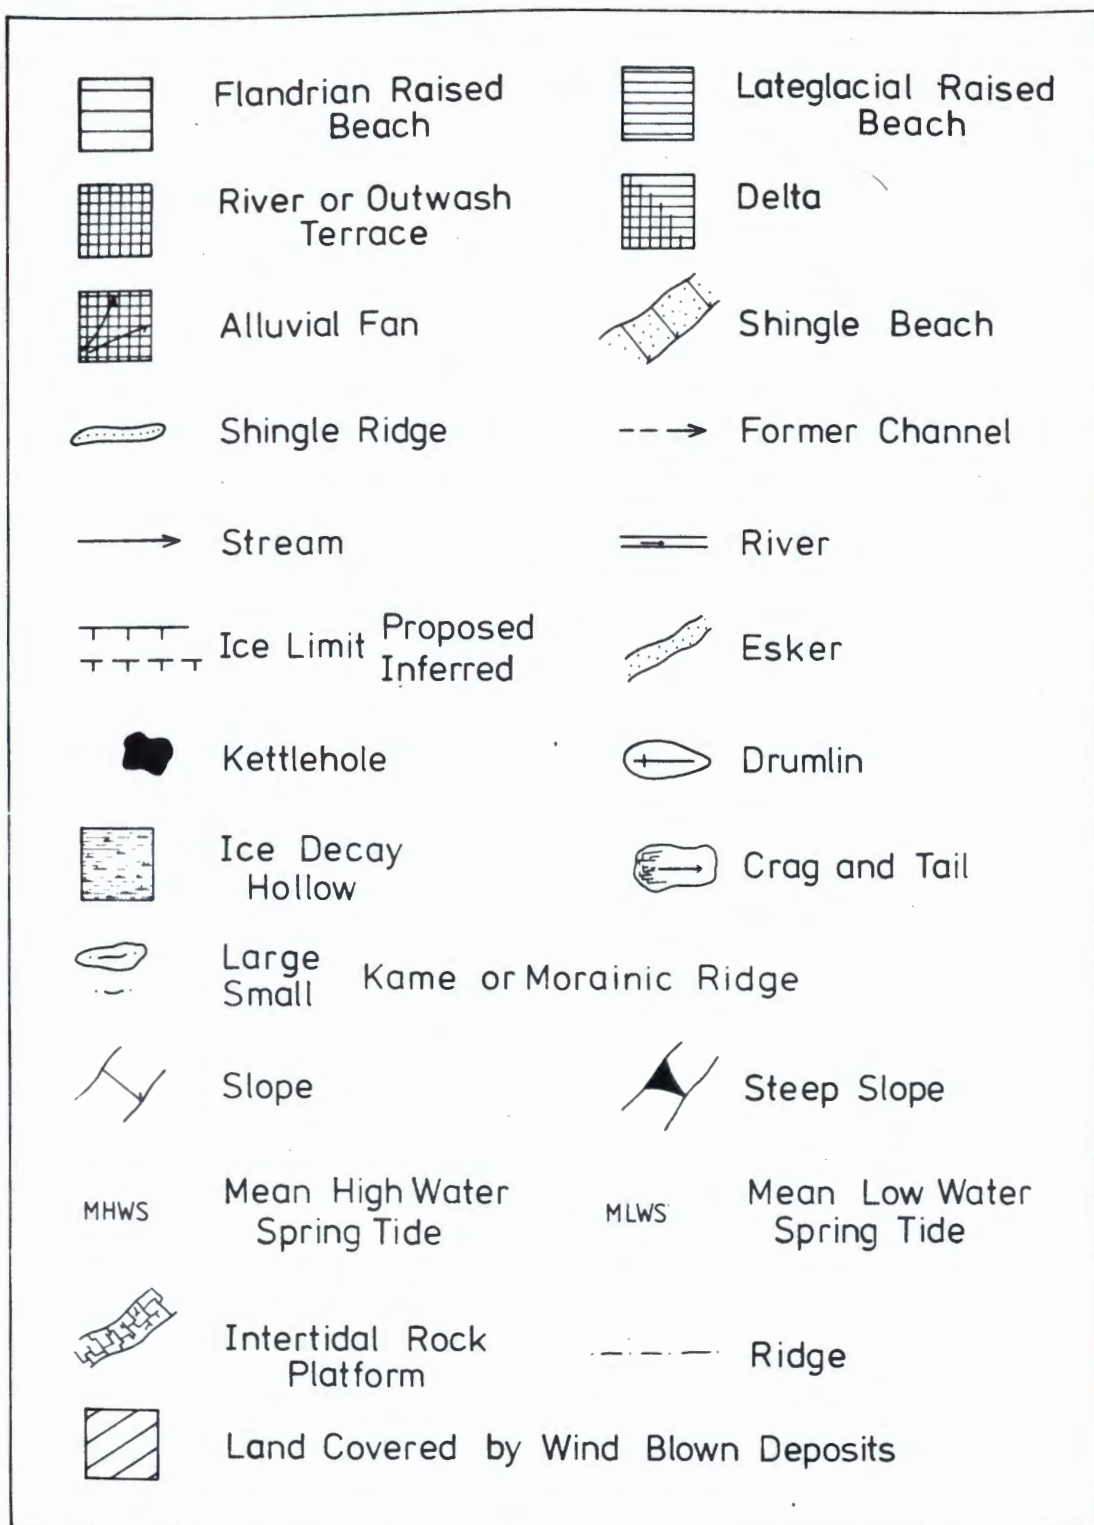 Flandrian Raised
Beach
Lateglacial Raised
Beach
River or Outwash
Terrace
Delta
Alluvial Fan
Shingle Beach
Shingle Ridge
Former Channel
Stream
River
Ice Limit Proposed
Inferred
Esker
Kettlehole
Drumlin
Ice Decay
Hollow
Crag and Tail
Large
Small
Kame or Morainic Ridge
Slope
Steep Slope
MHWS
Mean High Water
Spring Tide
MLWS
Mean Low Water
Spring Tide
Intertidal Rock
Platform
Ridge
Land Covered by Wind Blown Deposits